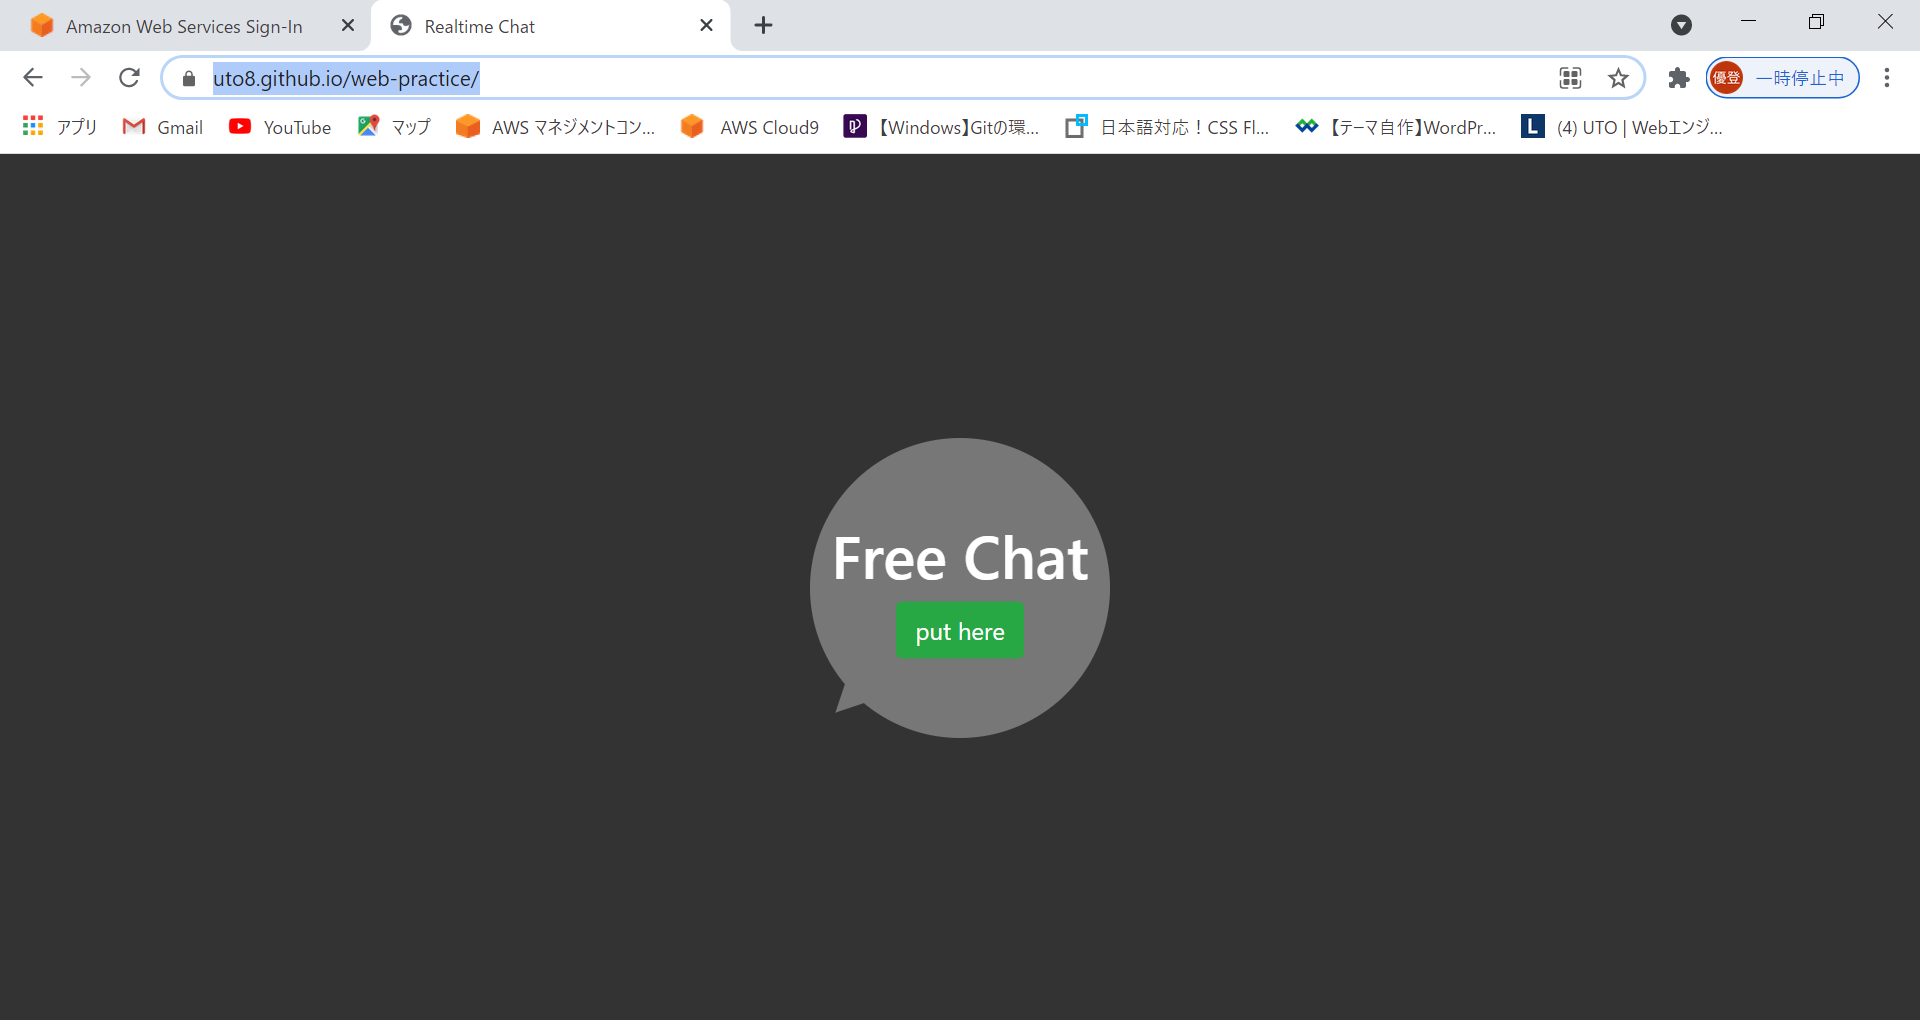 Amazon Web Services Sign-In
Realtime Chat
uto8.github.io/web-practice/
優登 一時停止中
アプリ
Gmail
YouTube
マップ
AWS マネジメントコン...
AWS Cloud9
【Windows】Gitの環...
日本語対応！CSS Fl...
【テーマ自作】WordPr...
L
(4) UTO | Webエンジ...
Free Chat
put here